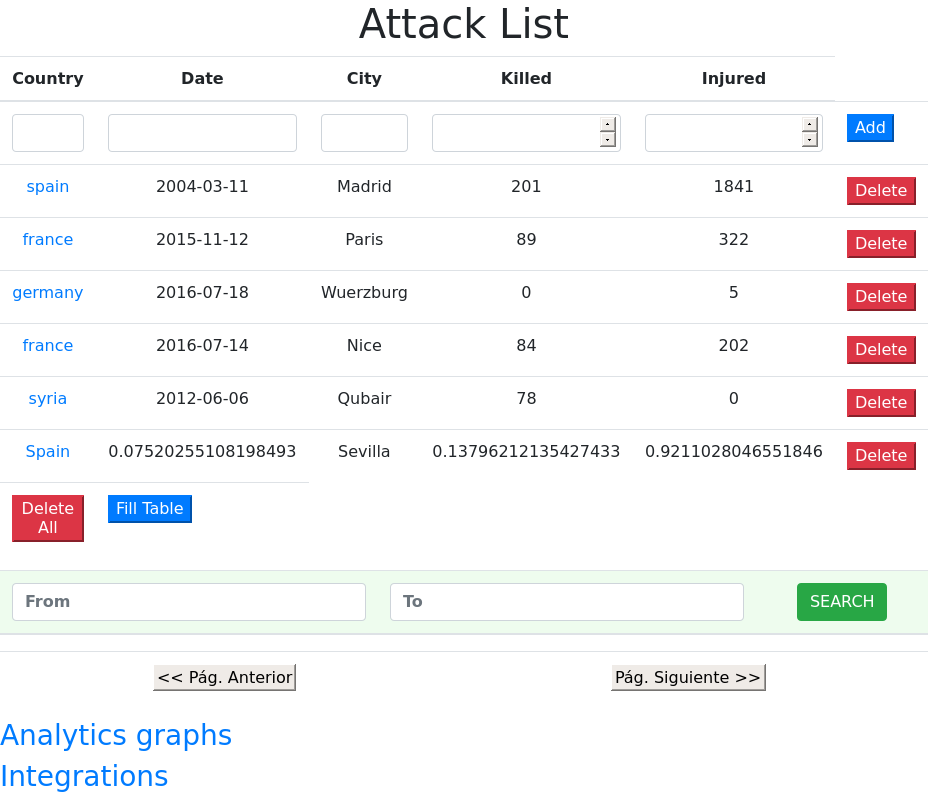 Attack List
Country Date City Killed Injured
Add
spain 2004-03-11 Madrid 201 1841 Delete
france 2015-11-12 Paris 89 322 Delete
germany 2016-07-18 Wuerzburg 0 5 Delete
france 2016-07-14 Nice 84 202 Delete
syria 2012-06-06 Qubair 78 0 Delete
Spain 0.07520255108198493 Sevilla 0.13796212135427433 0.9211028046551846 Delete
Delete All Fill Table
From To SEARCH
<< Pág. Anterior Pág. Siguiente >>
Analytics graphs
Integrations